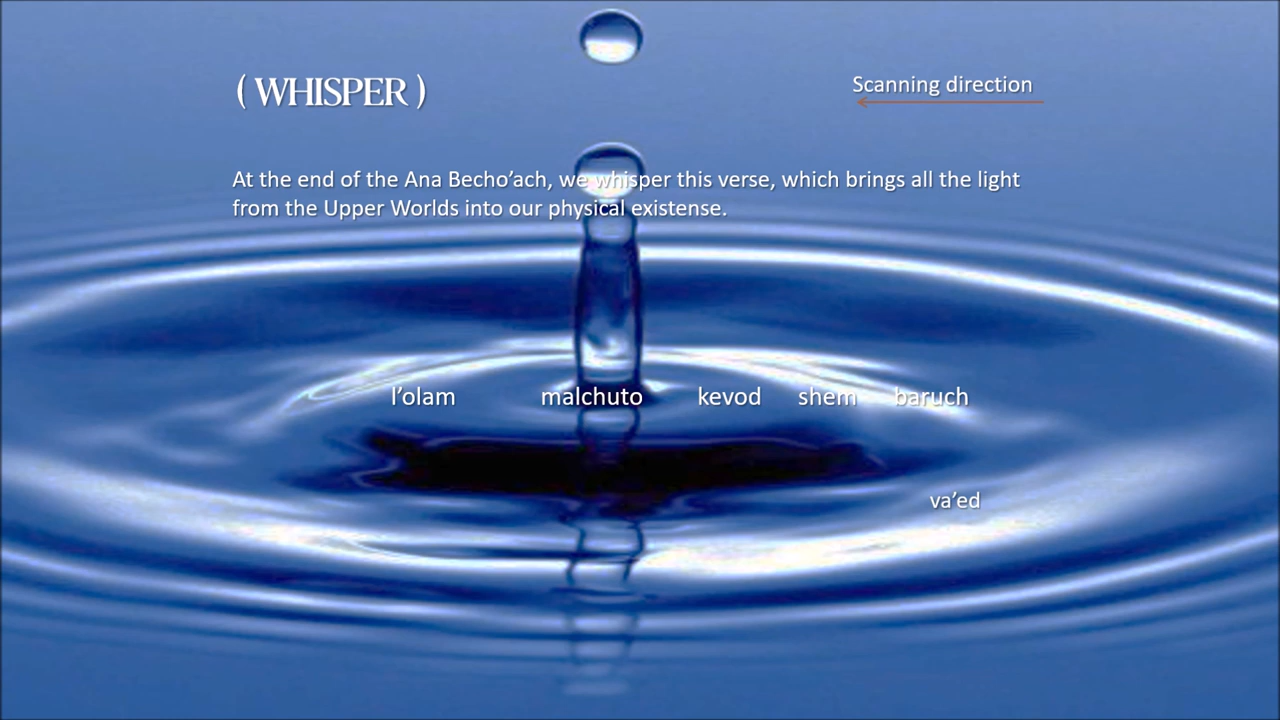 ( WHISPER )
Scanning direction
At the end of the Ana Becho’ach, we whisper this verse, which brings all the light
from the Upper Worlds into our physical existense.
l’olam malchuto kevod shem baruch
va’ed